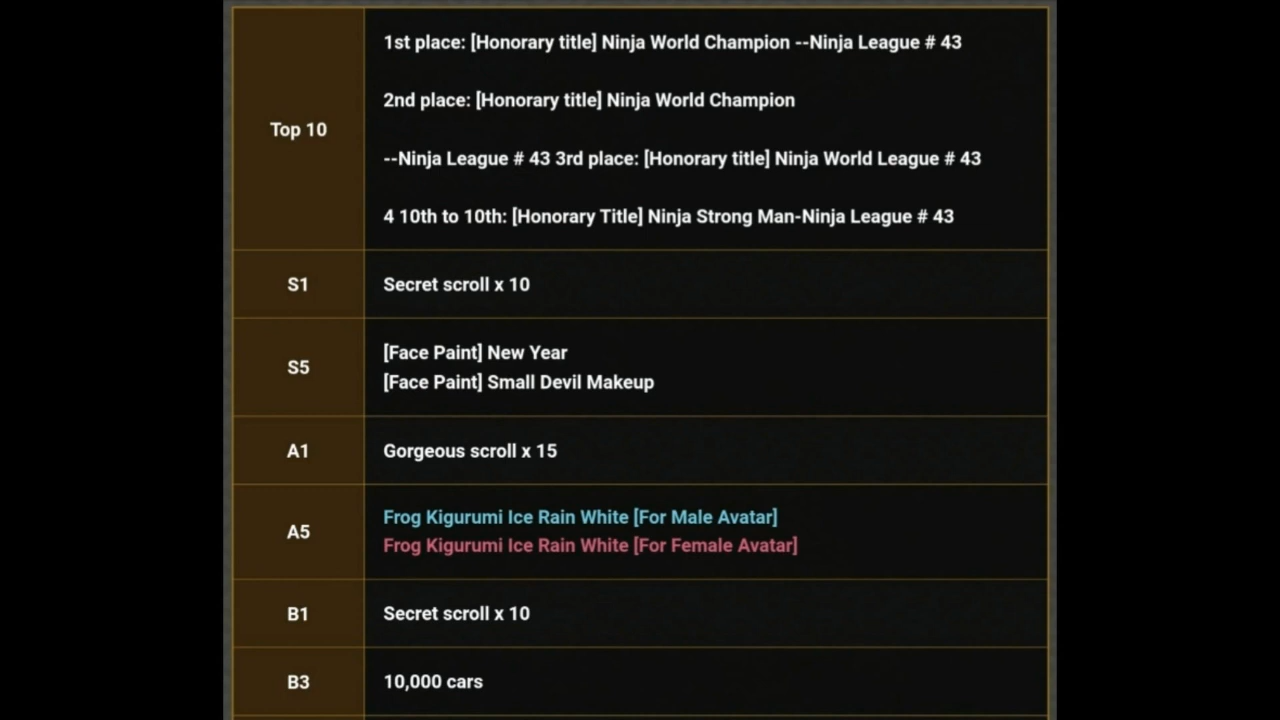 Top 10
1st place: [Honorary title] Ninja World Champion --Ninja League # 43
2nd place: [Honorary title] Ninja World Champion
--Ninja League # 43 3rd place: [Honorary title] Ninja World League # 43
4 10th to 10th: [Honorary Title] Ninja Strong Man-Ninja League # 43
S1
Secret scroll x 10
S5
[Face Paint] New Year
[Face Paint] Small Devil Makeup
A1
Gorgeous scroll x 15
A5
Frog Kigurumi Ice Rain White [For Male Avatar]
Frog Kigurumi Ice Rain White [For Female Avatar]
B1
Secret scroll x 10
B3
10,000 cars